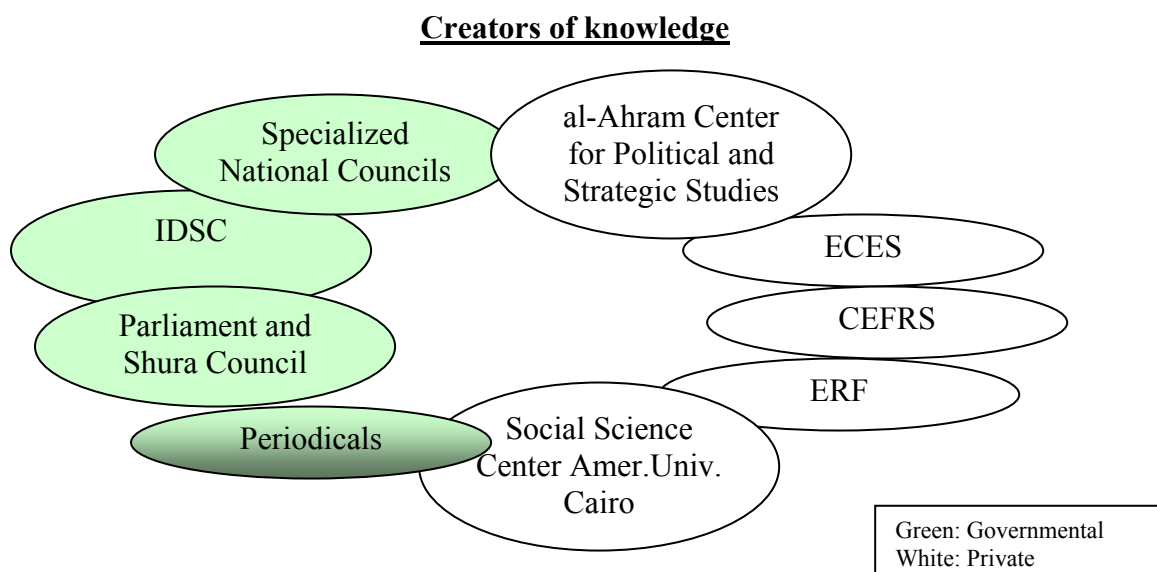 Creators of knowledge
Specialized
National Councils
al-Ahram Center
for Political and
Strategic Studies
IDSC
ECES
Parliament and
Shura Council
CEFRS
ERF
Periodicals
Social Science
Center Amer.Univ.
Cairo
Green: Governmental
White: Private